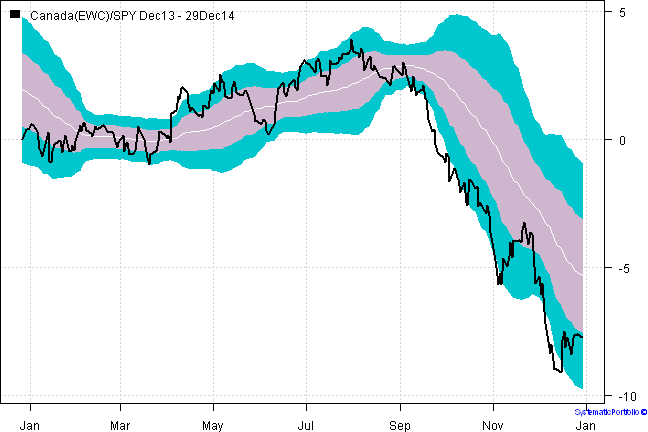 Canada(EWC)/SPY Dec13 - 29Dec14
5
0
-5
-10
SystematicPortfolio ©
Jan Mar May Jul Sep Nov Jan